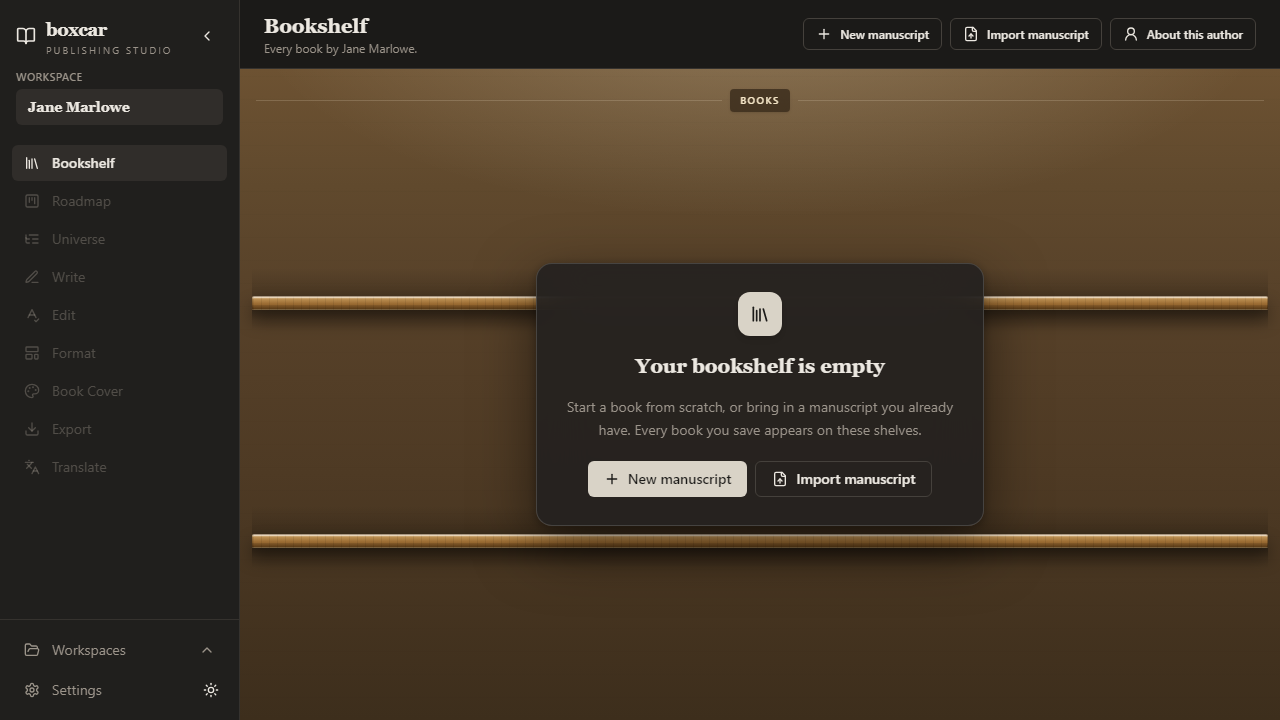 boxcar
PUBLISHING STUDIO
WORKSPACE
Jane Marlowe
Bookshelf
Roadmap
Universe
Write
Edit
Format
Book Cover
Export
Translate
Workspaces
Settings
Bookshelf
Every book by Jane Marlowe.
New manuscript
Import manuscript
About this author
BOOKS
Your bookshelf is empty
Start a book from scratch, or bring in a manuscript you already
have. Every book you save appears on these shelves.
New manuscript
Import manuscript